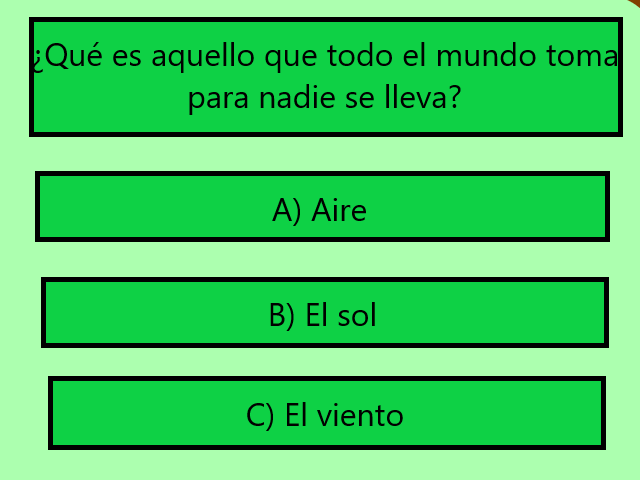 ¿Qué es aquello que todo el mundo toma
para nadie se lleva?
A) Aire
B) El sol
C) El viento